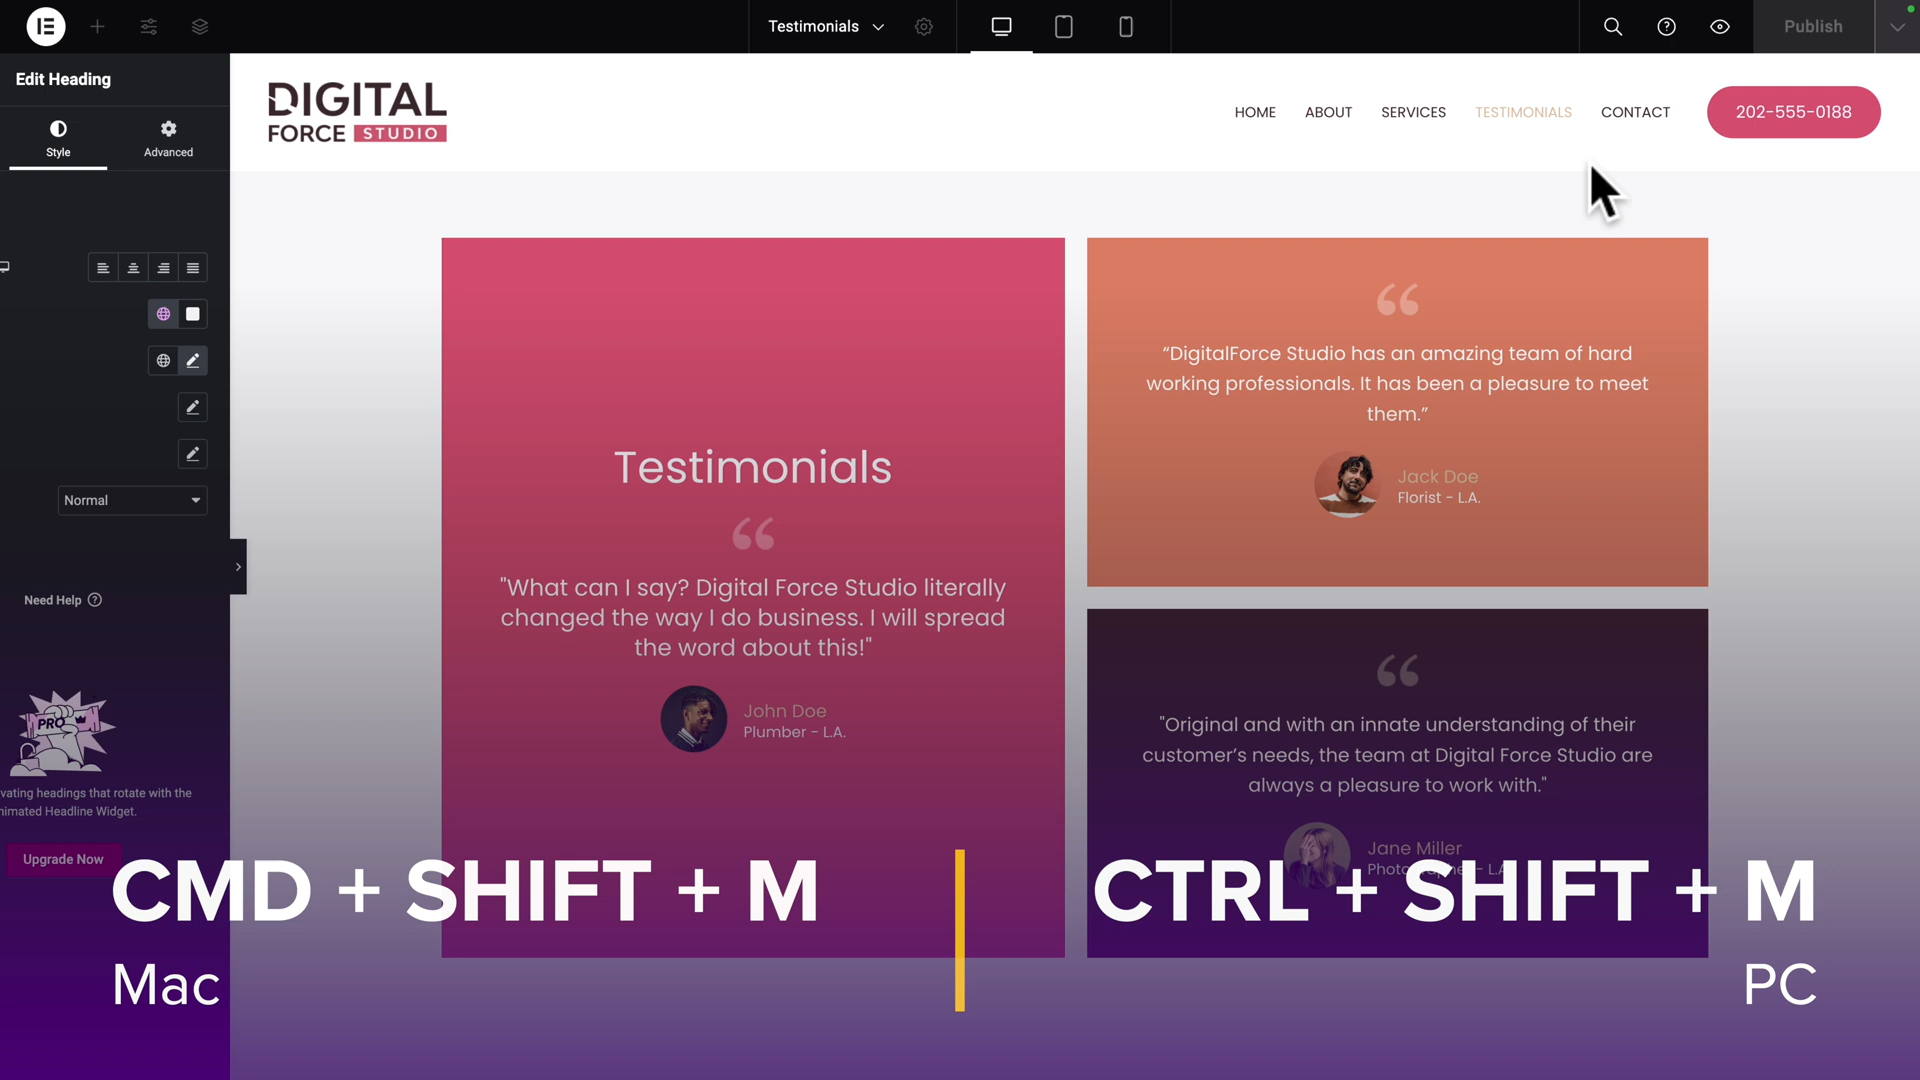 Testimonials
Publish
Edit Heading
Style
Advanced
Normal
Need Help
PRO
vating headings that rotate with the
nimated Headline Widget.
Upgrade Now
DIGITAL
FORCE STUDIO
HOME
ABOUT
SERVICES
TESTIMONIALS
CONTACT
202-555-0188
Testimonials
"What can I say? Digital Force Studio literally
changed the way I do business. I will spread
the word about this!"
John Doe
Plumber - L.A.
“DigitalForce Studio has an amazing team of hard
working professionals. It has been a pleasure to meet
them.”
Jack Doe
Florist - L.A.
"Original and with an innate understanding of their
customer’s needs, the team at Digital Force Studio are
always a pleasure to work with."
Jane Miller
CMD + SHIFT + M
Mac
CTRL + SHIFT + M
PC